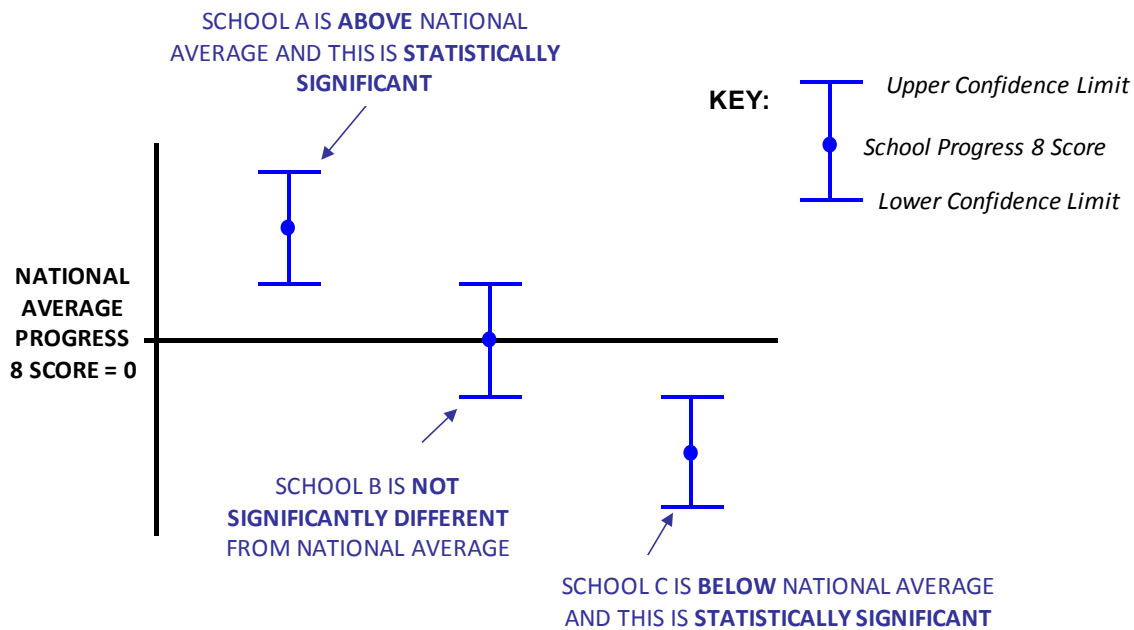 SCHOOL A IS ABOVE NATIONAL
AVERAGE AND THIS IS STATISTICALLY
SIGNIFICANT
KEY:
Upper Confidence Limit
School Progress 8 Score
Lower Confidence Limit
NATIONAL
AVERAGE
PROGRESS
8 SCORE = 0
SCHOOL B IS NOT
SIGNIFICANTLY DIFFERENT
FROM NATIONAL AVERAGE
SCHOOL C IS BELOW NATIONAL AVERAGE
AND THIS IS STATISTICALLY SIGNIFICANT